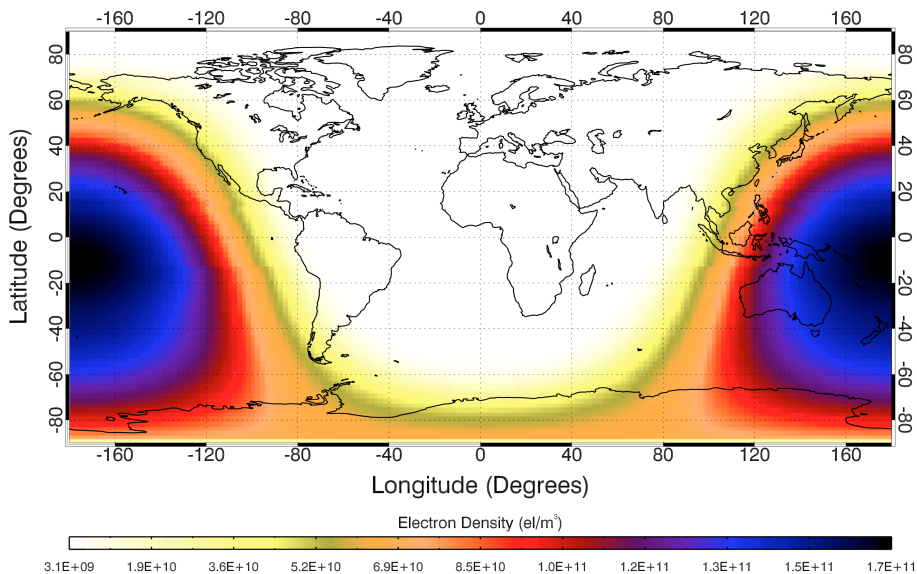 -160 -120 -80 -40 0 40 80 120 160
80 80
60 60
40 40
20 20
0 0
-20 -20
-40 -40
-60 -60
-80 -80
Latitude (Degrees)
-160 -120 -80 -40 0 40 80 120 160
Longitude (Degrees)
Electron Density (el/m³)
3.1E+09 1.9E+10 3.6E+10 5.2E+10 6.9E+10 8.5E+10 1.0E+11 1.2E+11 1.3E+11 1.5E+11 1.7E+11